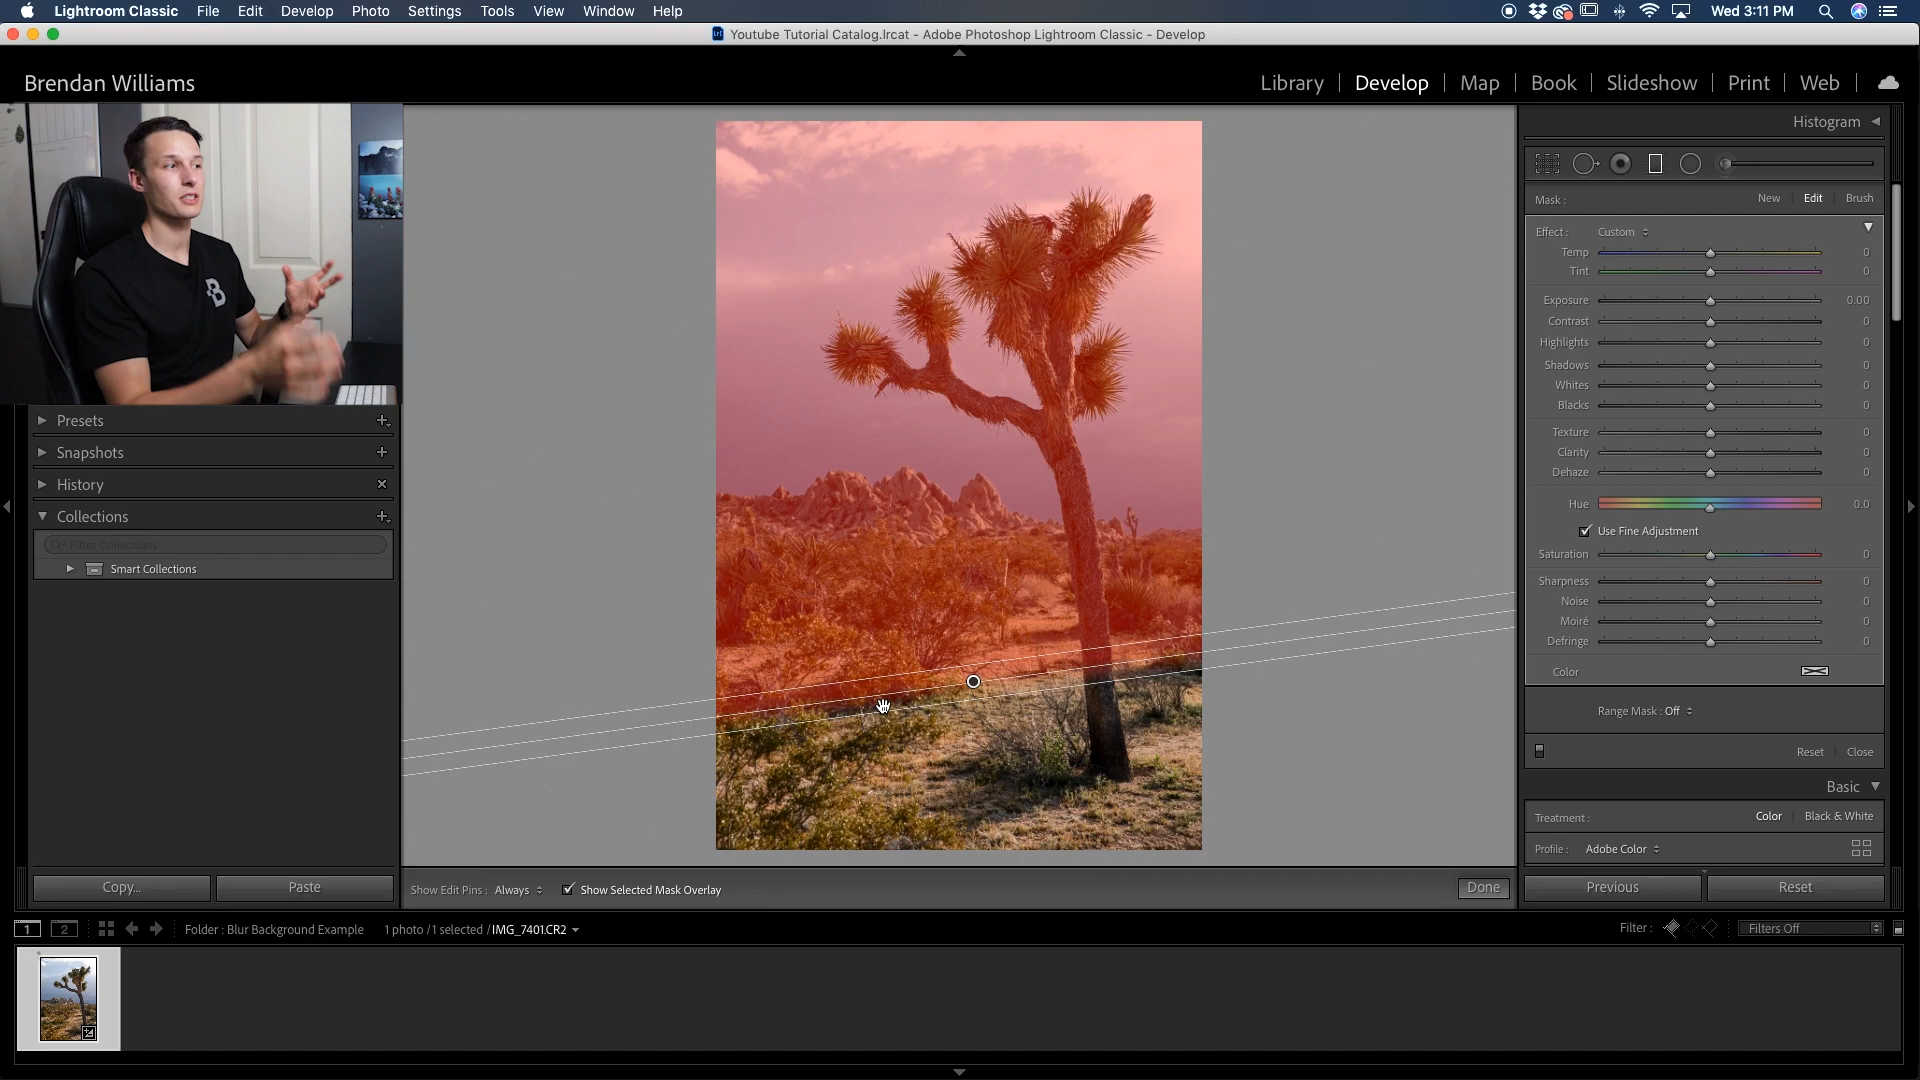 Lightroom Classic File Edit Develop Photo Settings Tools View Window Help Wed 3:11 PM
Youtube Tutorial Catalog.lrcat - Adobe Photoshop Lightroom Classic - Develop
Brendan Williams
Library | Develop | Map | Book | Slideshow | Print | Web
B
Presets
Snapshots
History
Collections
Filter Collections
Smart Collections
Copy...
Paste
Show Edit Pins : Always
Show Selected Mask Overlay
Done
Histogram
Mask : New Edit Brush
Effect : Custom
Temp 0
Tint 0
Exposure 0.00
Contrast 0
Highlights 0
Shadows 0
Whites 0
Blacks 0
Texture 0
Clarity 0
Dehaze 0
Hue 0.0
Use Fine Adjustment
Saturation 0
Sharpness 0
Noise 0
Moiré 0
Defringe 0
Color
Range Mask : Off
Reset Close
Basic
Treatment : Color Black & White
Profile : Adobe Color
Previous
Reset
1 2 Folder : Blur Background Example 1 photo / 1 selected / IMG_7401.CR2 Filter : Filters Off